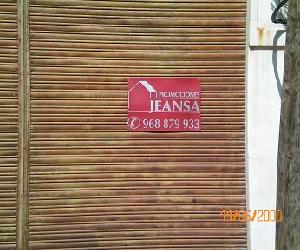 PROMOCIONES
JEANSA
968 879 933